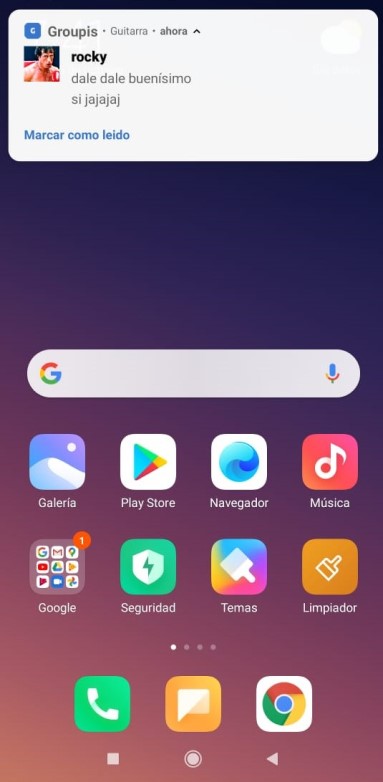 G Groupis • Guitarra • ahora
rocky
dale dale buenísimo
si jajajaj
Marcar como leido
G
Galería Play Store Navegador Música
1
Google Seguridad Temas Limpiador